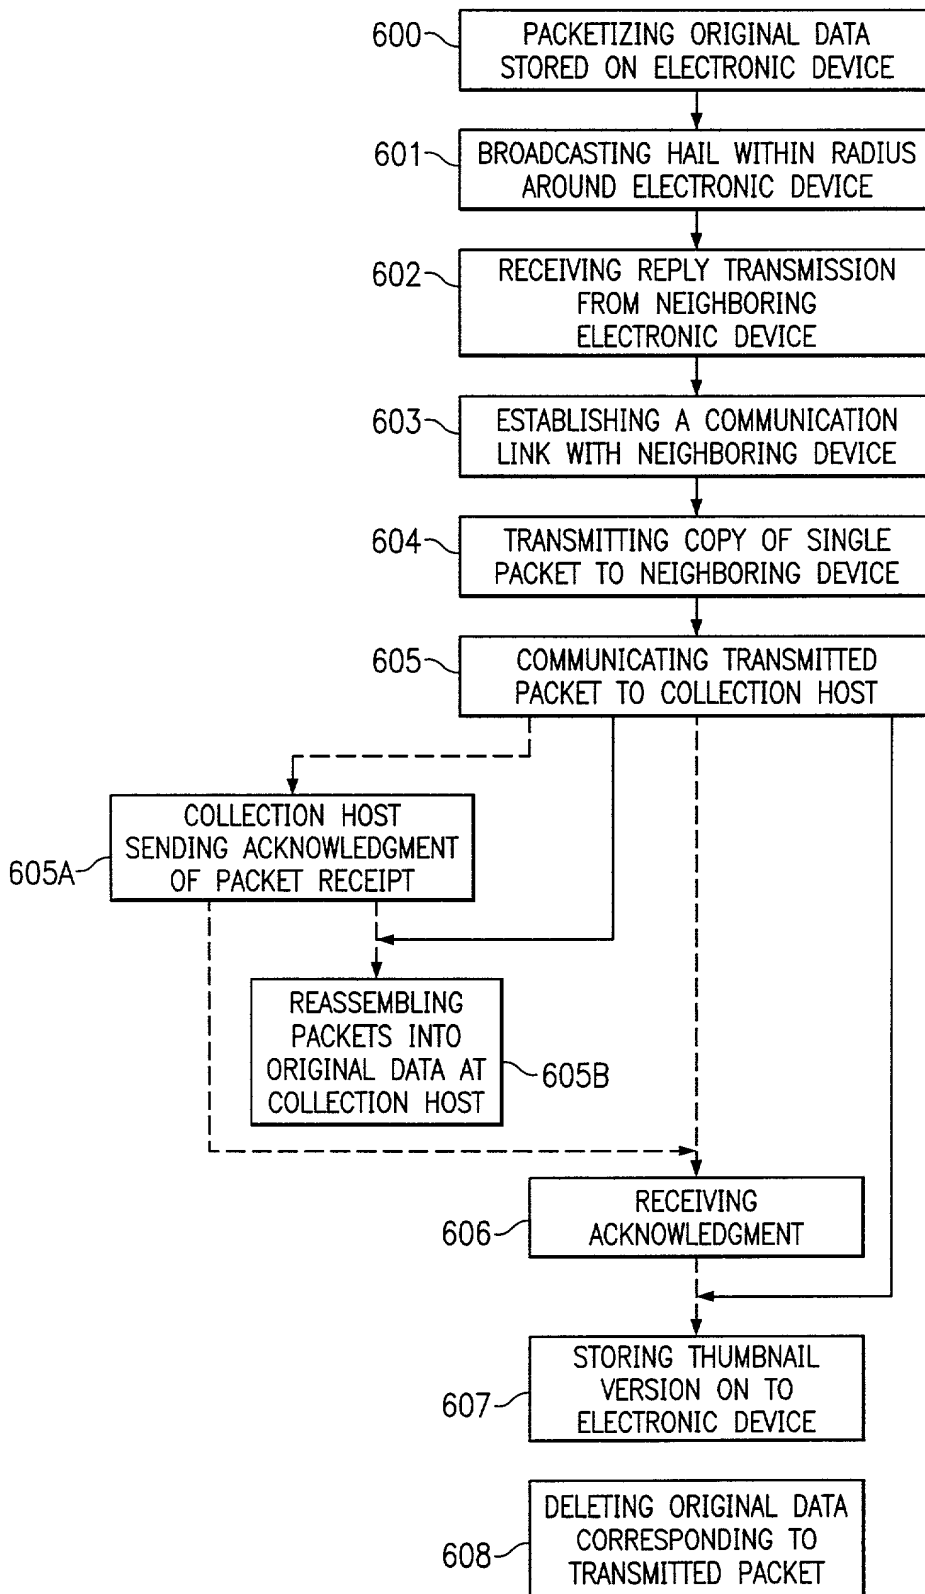 600
PACKETIZING ORIGINAL DATA
STORED ON ELECTRONIC DEVICE
601
BROADCASTING HAIL WITHIN RADIUS
AROUND ELECTRONIC DEVICE
602
RECEIVING REPLY TRANSMISSION
FROM NEIGHBORING
ELECTRONIC DEVICE
603
ESTABLISHING A COMMUNICATION
LINK WITH NEIGHBORING DEVICE
604
TRANSMITTING COPY OF SINGLE
PACKET TO NEIGHBORING DEVICE
605
COMMUNICATING TRANSMITTED
PACKET TO COLLECTION HOST
605A
COLLECTION HOST
SENDING ACKNOWLEDGMENT
OF PACKET RECEIPT
REASSEMBLING
PACKETS INTO
ORIGINAL DATA AT
COLLECTION HOST
605B
606
RECEIVING
ACKNOWLEDGMENT
607
STORING THUMBNAIL
VERSION ON TO
ELECTRONIC DEVICE
608
DELETING ORIGINAL DATA
CORRESPONDING TO
TRANSMITTED PACKET